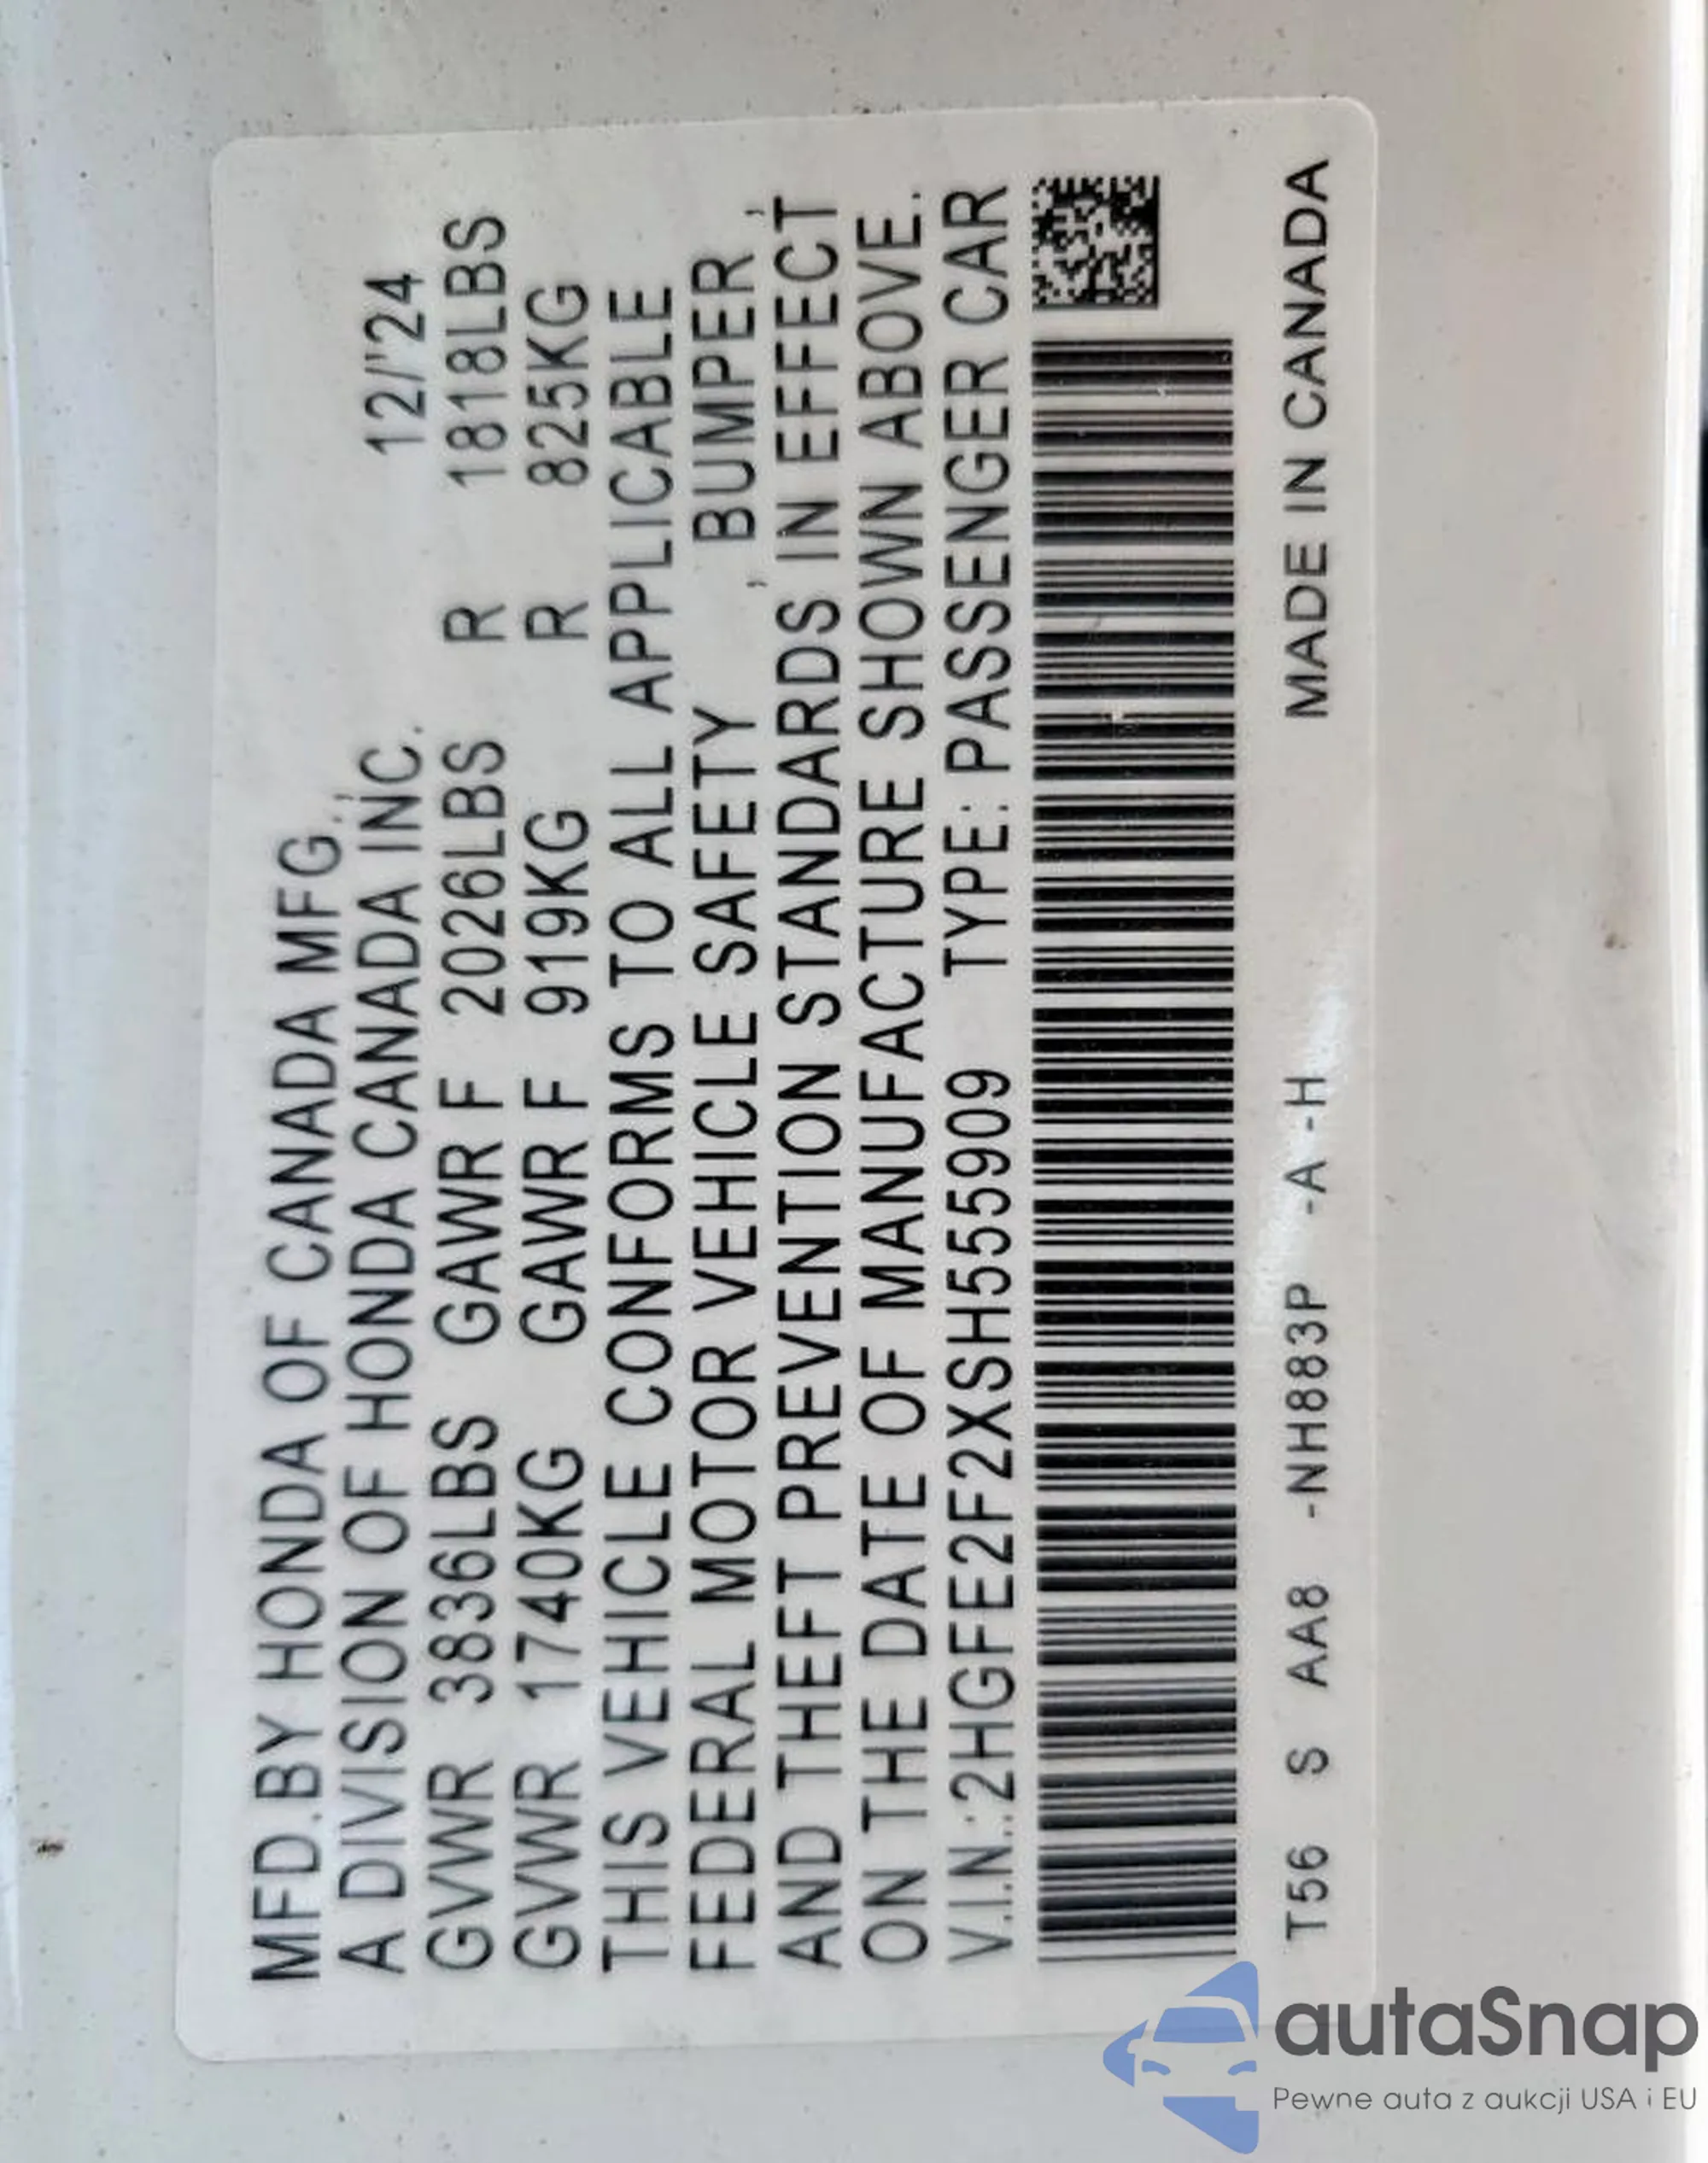 MFD.BY HONDA OF CANADA MFG.,
A DIVISION OF HONDA CANADA INC. 12/'24
GVWR 3836LBS GAWR F 2026LBS R 1818LBS
GVWR 1740KG GAWR F 919KG R 825KG
THIS VEHICLE CONFORMS TO ALL APPLICABLE
FEDERAL MOTOR VEHICLE SAFETY , BUMPER ,
AND THEFT PREVENTION STANDARDS IN EFFECT
ON THE DATE OF MANUFACTURE SHOWN ABOVE.
V.I.N.:2HGFE2F2XSH555909 TYPE: PASSENGER CAR
T56 S AA8 -NH883P -A -H MADE IN CANADA
autaSnap
Pewne auta z aukcji USA i EU